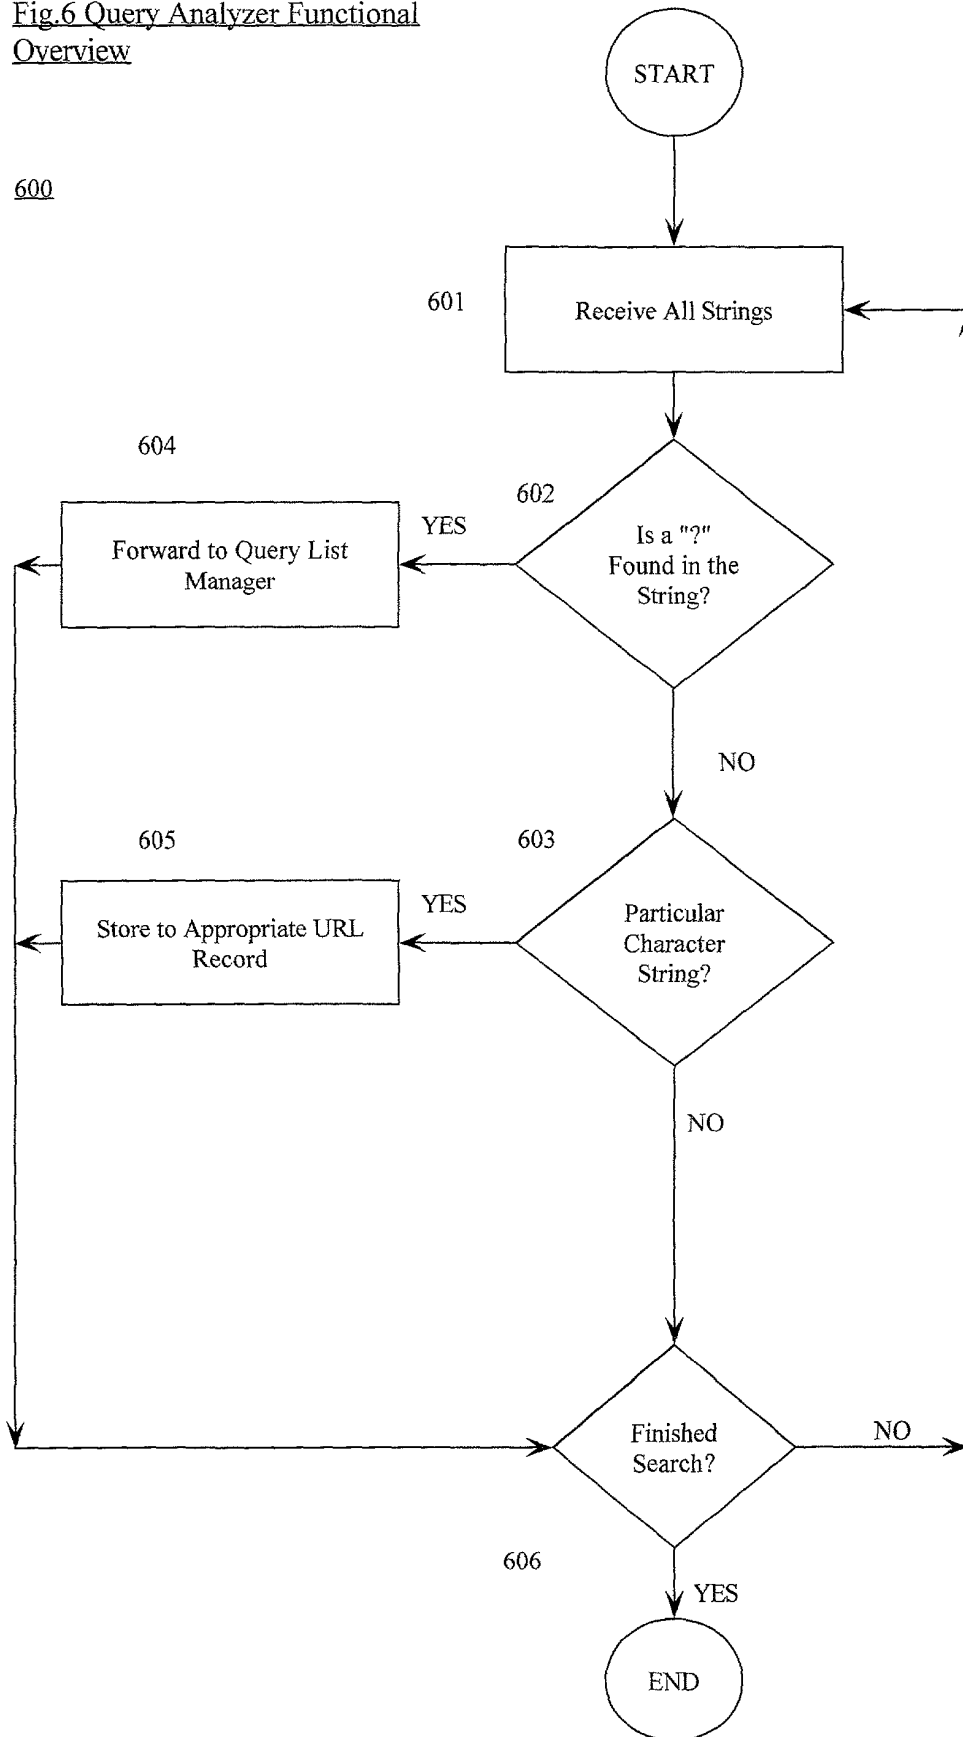 Fig.6 Query Analyzer Functional
Overview
START
600
601
Receive All Strings
604
602
YES
Forward to Query List
Manager
Is a "?"
Found in the
String?
NO
605
603
YES
Store to Appropriate URL
Record
Particular
Character
String?
NO
Finished
Search?
NO
606
YES
END